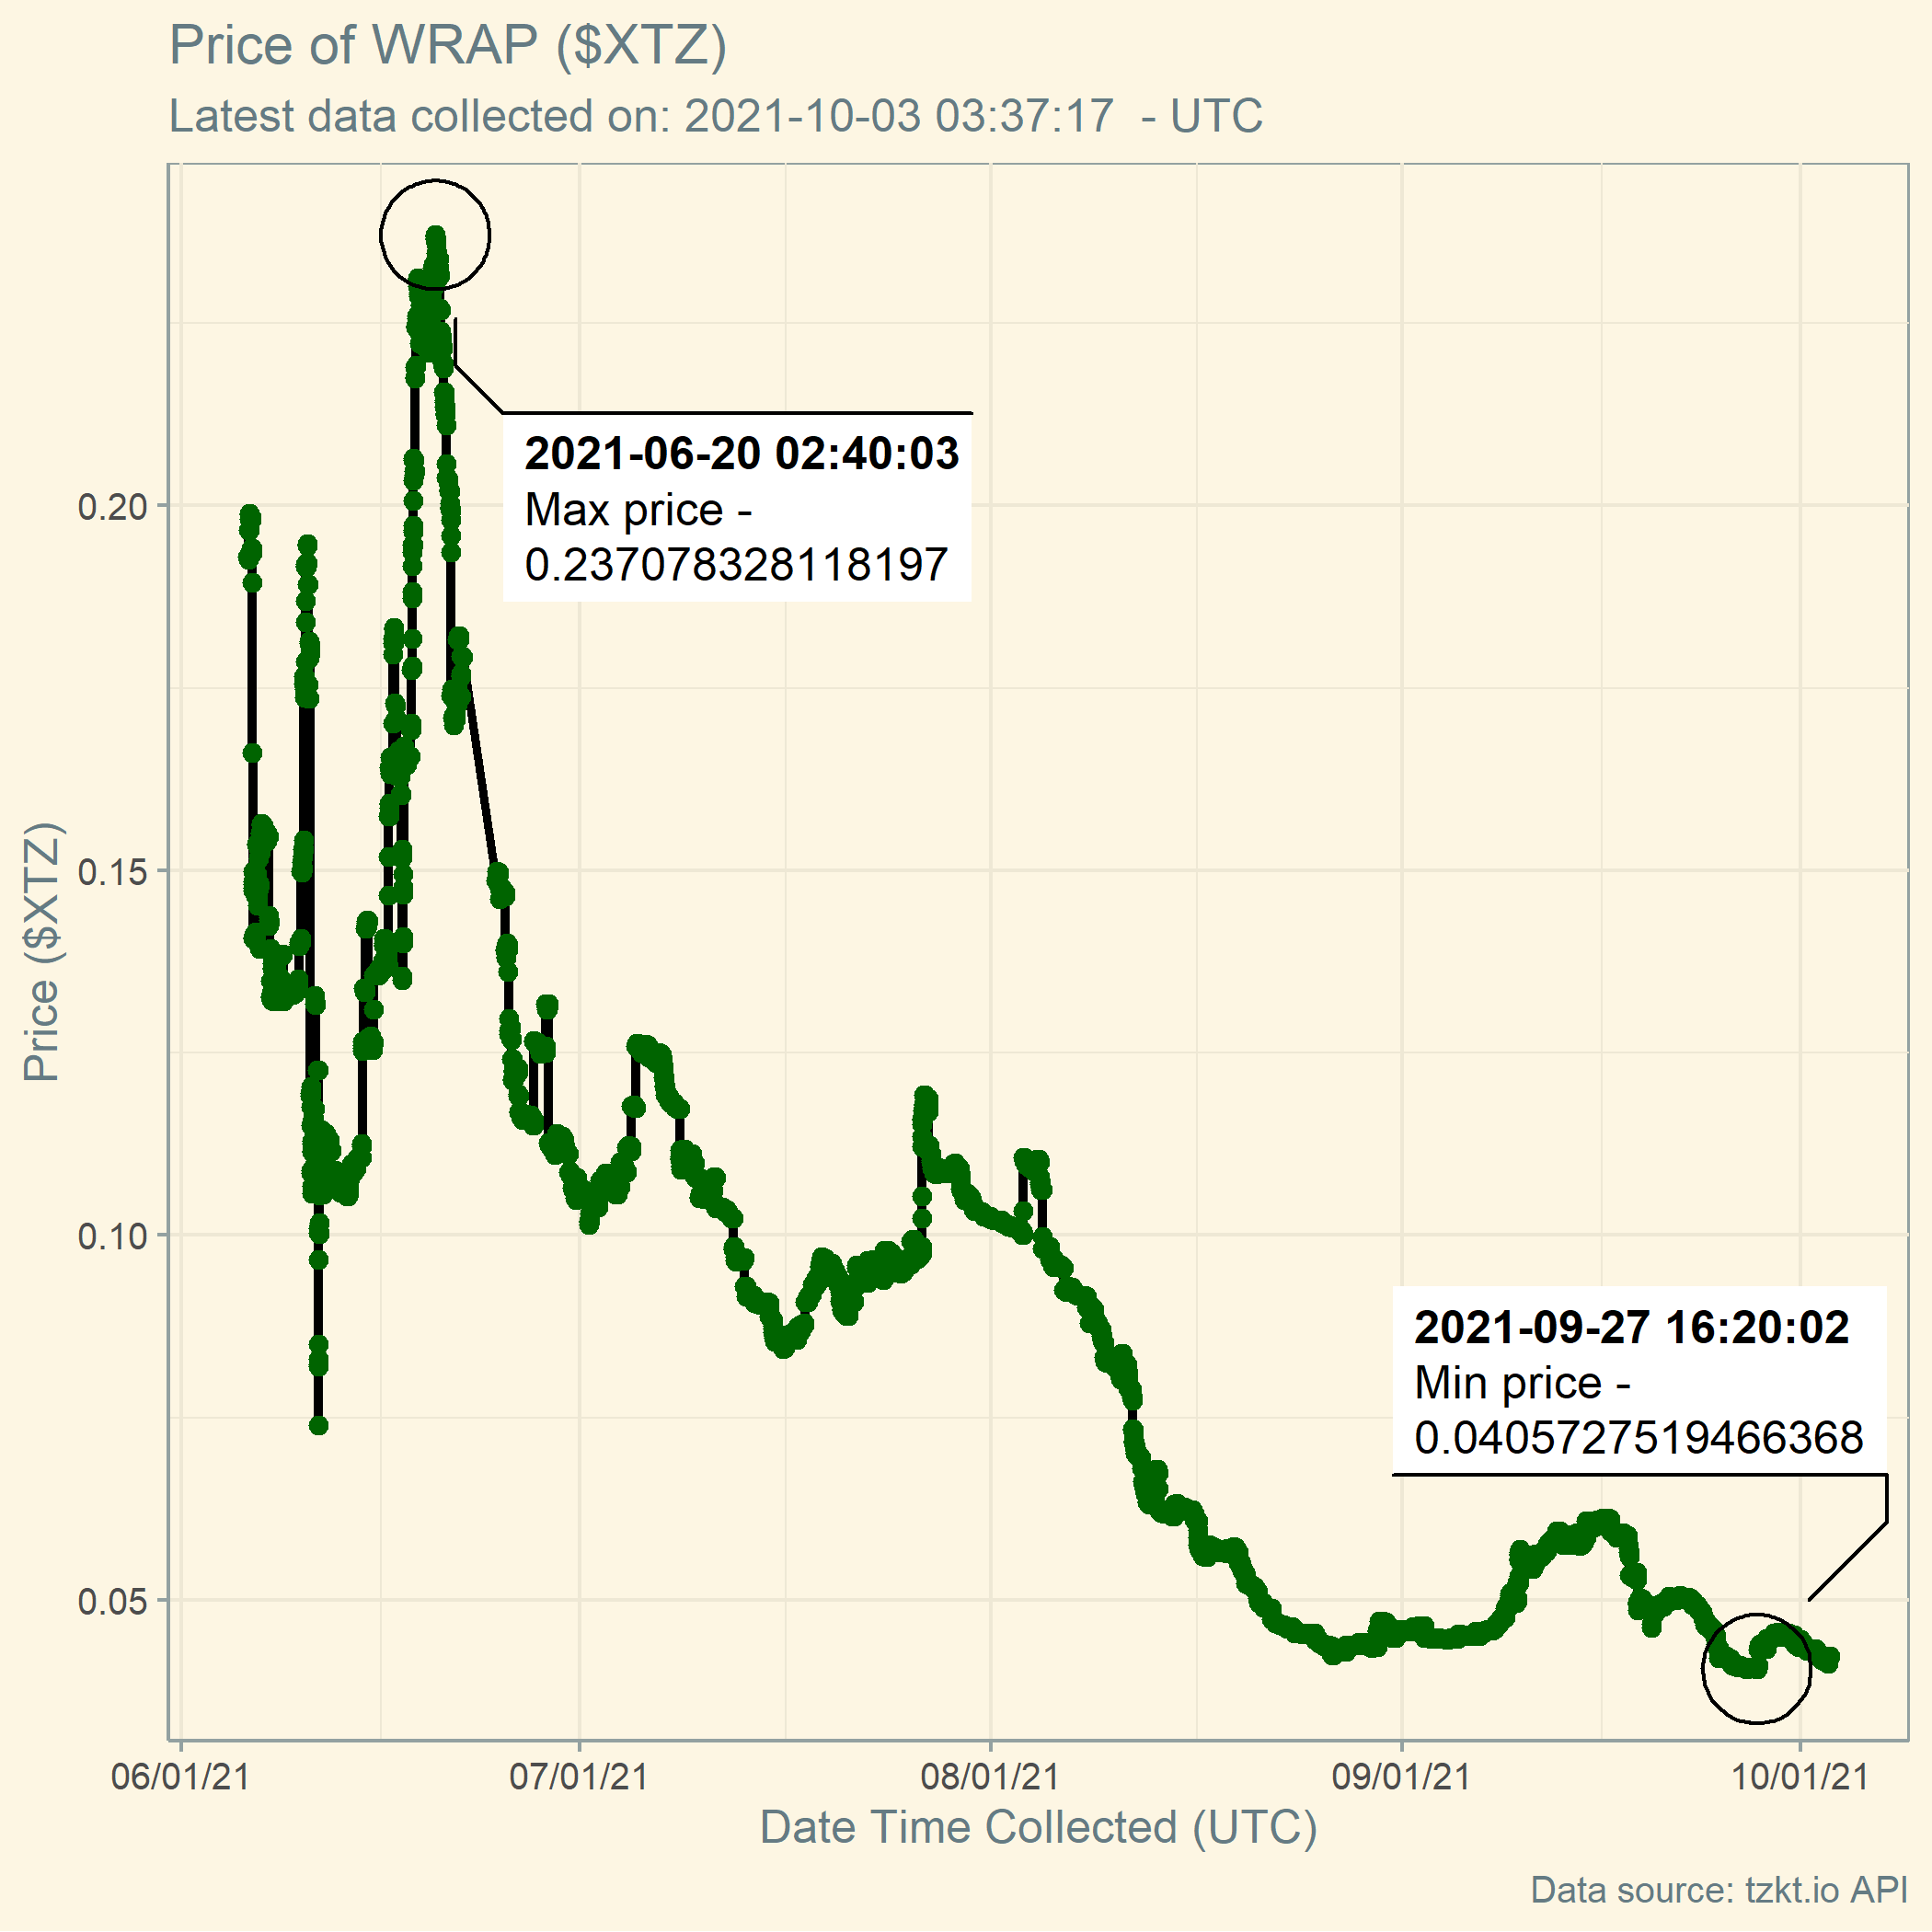 Price of WRAP ($XTZ)
Latest data collected on: 2021-10-03 03:37:17  - UTC
2021-06-20 02:40:03
Max price -
0.237078328118197
0.20
0.15
0.10
0.05
Price ($XTZ)
2021-09-27 16:20:02
Min price -
0.0405727519466368
06/01/21
07/01/21
08/01/21
09/01/21
10/01/21
Date Time Collected (UTC)
Data source: tzkt.io API